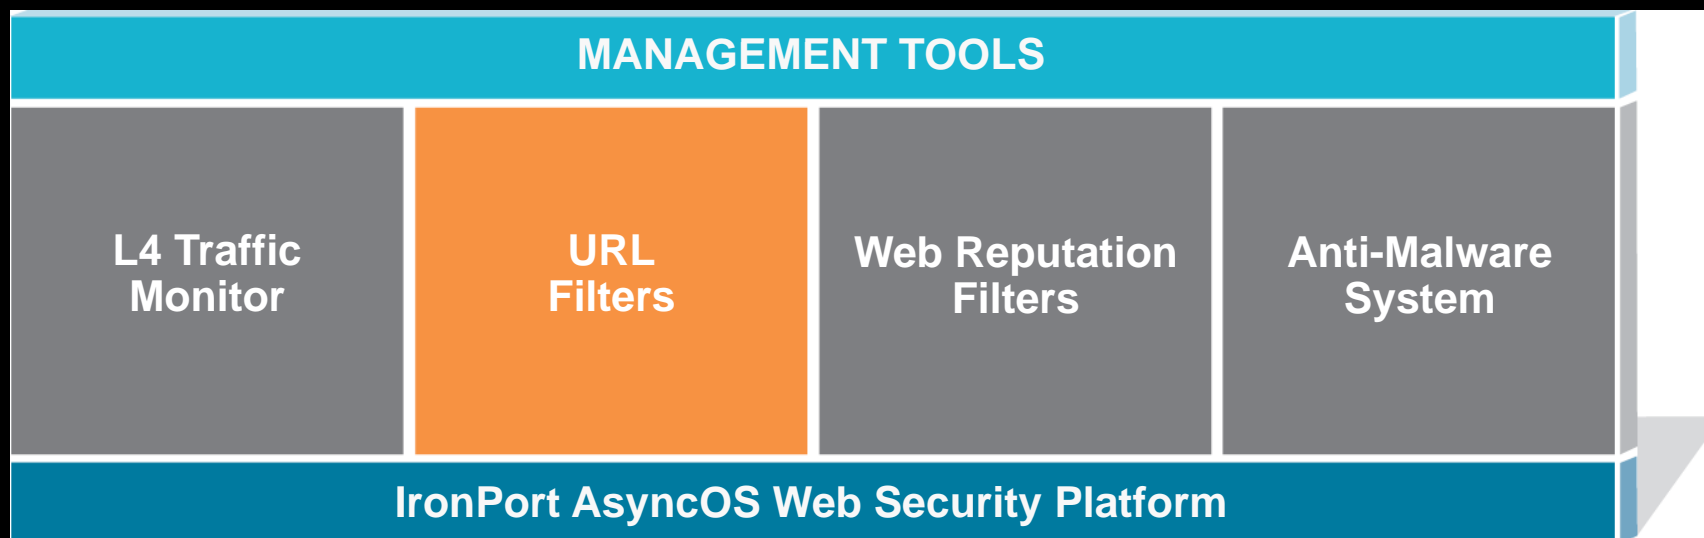 MANAGEMENT TOOLS
L4 Traffic
Monitor
URL
Filters
Web Reputation
Filters
Anti-Malware
System
IronPort AsyncOS Web Security Platform